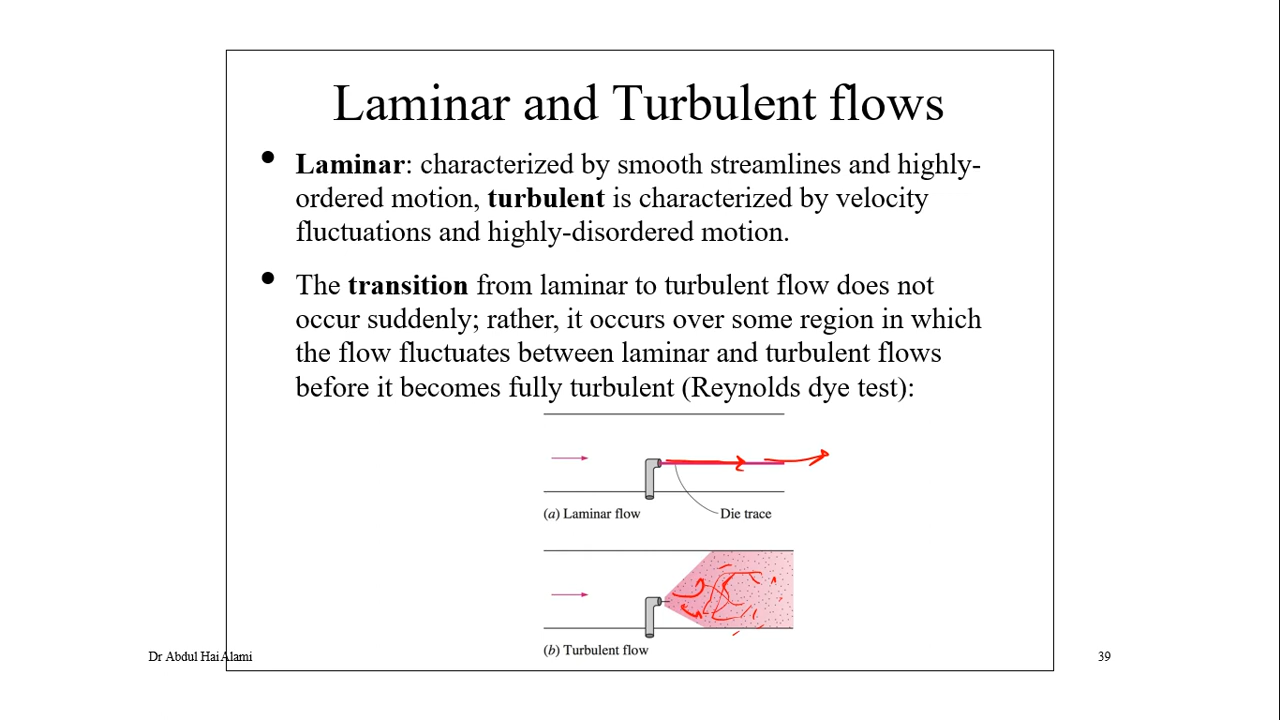 Laminar and Turbulent flows
• Laminar: characterized by smooth streamlines and highly-
ordered motion, turbulent is characterized by velocity
fluctuations and highly-disordered motion.
• The transition from laminar to turbulent flow does not
occur suddenly; rather, it occurs over some region in which
the flow fluctuates between laminar and turbulent flows
before it becomes fully turbulent (Reynolds dye test):
(a) Laminar flow
Die trace
(b) Turbulent flow
Dr Abdul Hai Alami
39